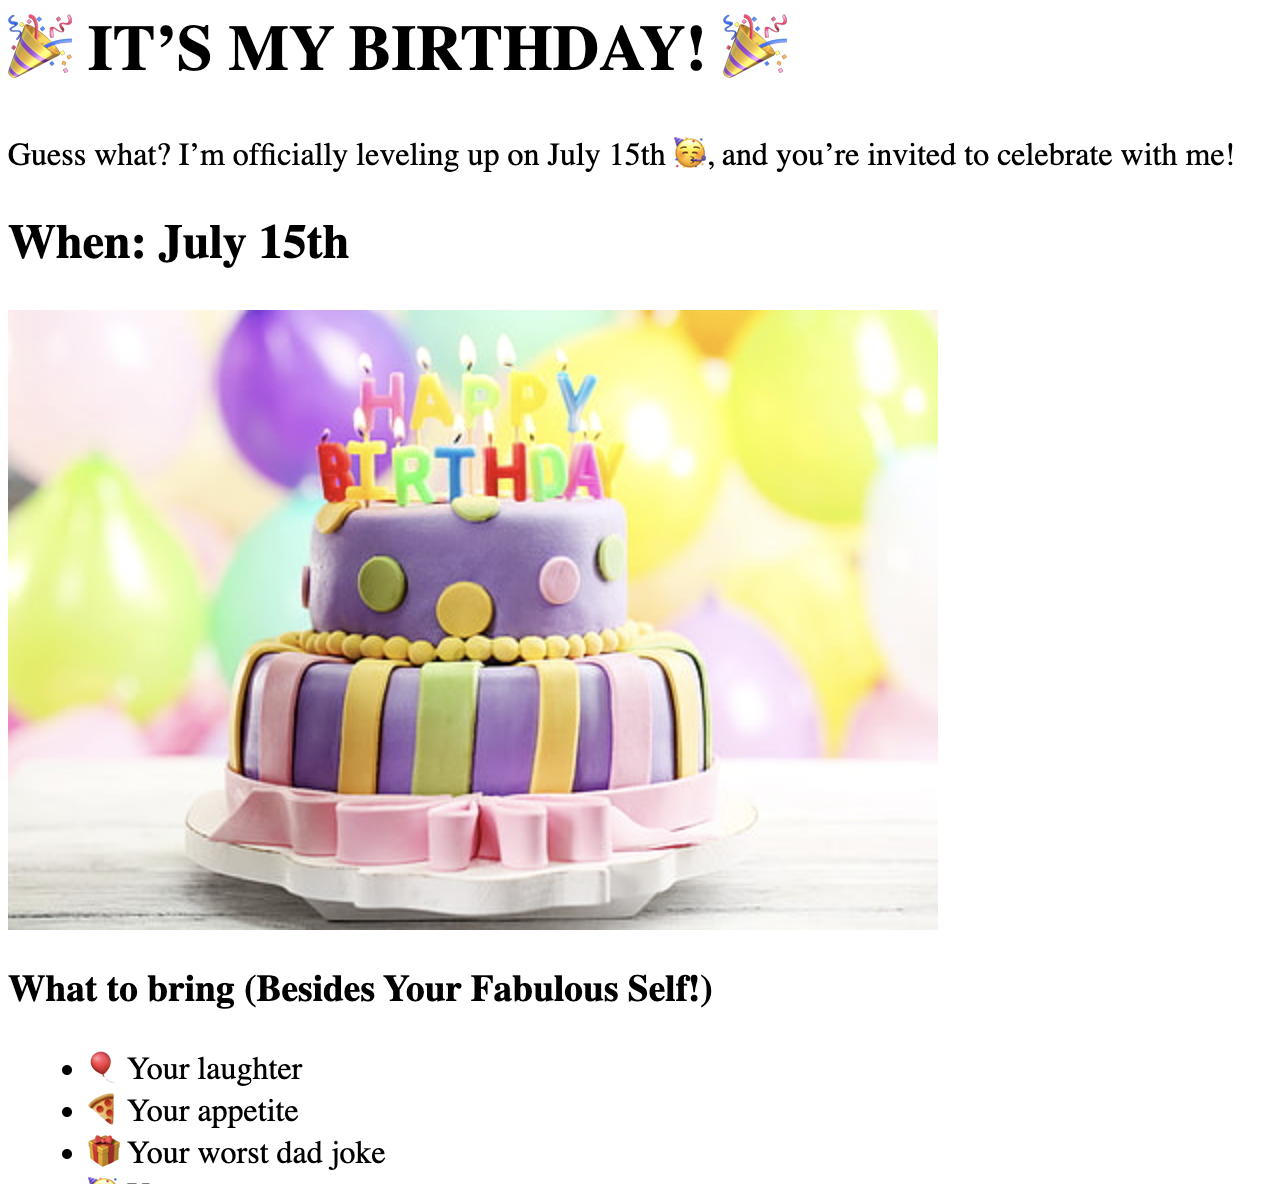 🎉 IT’S MY BIRTHDAY! 🎉
Guess what? I’m officially leveling up on July 15th 🥳, and you’re invited to celebrate with me!
When: July 15th
HAPPY
BIRTHDAY
What to bring (Besides Your Fabulous Self!)
• 🎈 Your laughter
• 🍕 Your appetite
• 🎁 Your worst dad joke